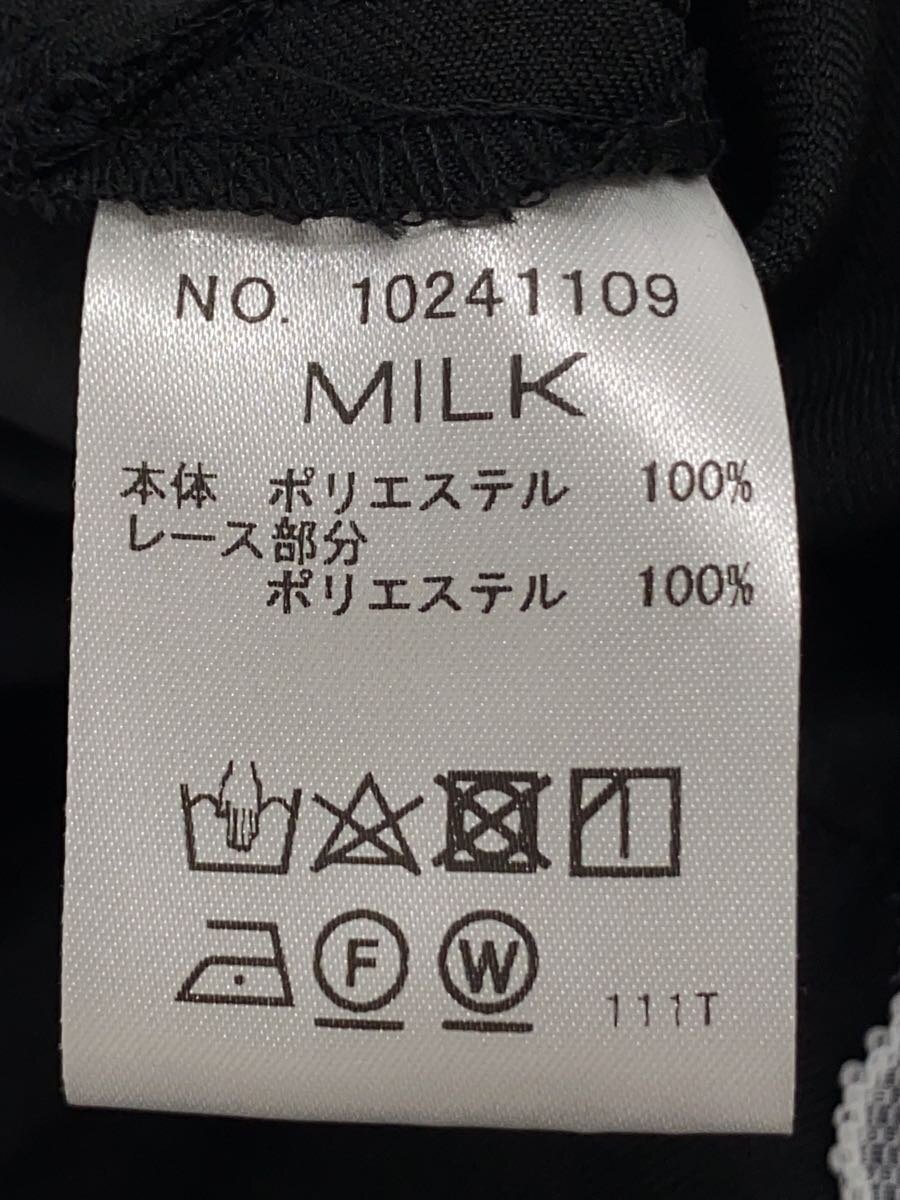 NO. 10241109
MILK
本体 ポリエステル 100%
レース部分
ポリエステル 100%
F W 111T